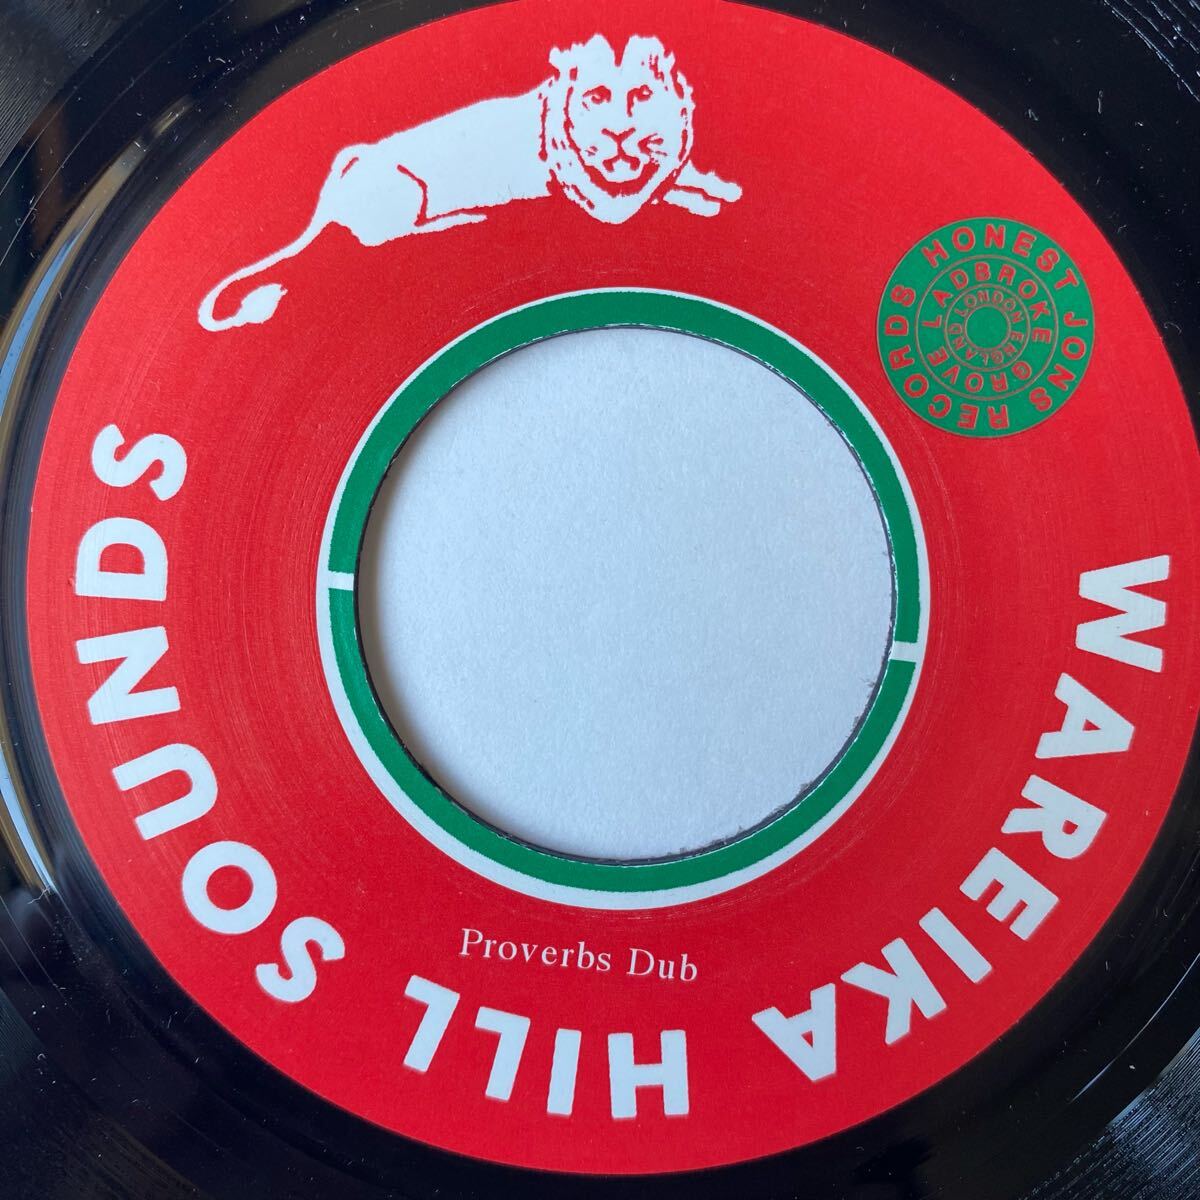 HONEST JONS RECORDS
LADBROKE GROVE
LONDON ENGLAND
WAREIKA HILL SOUNDS
Proverbs Dub